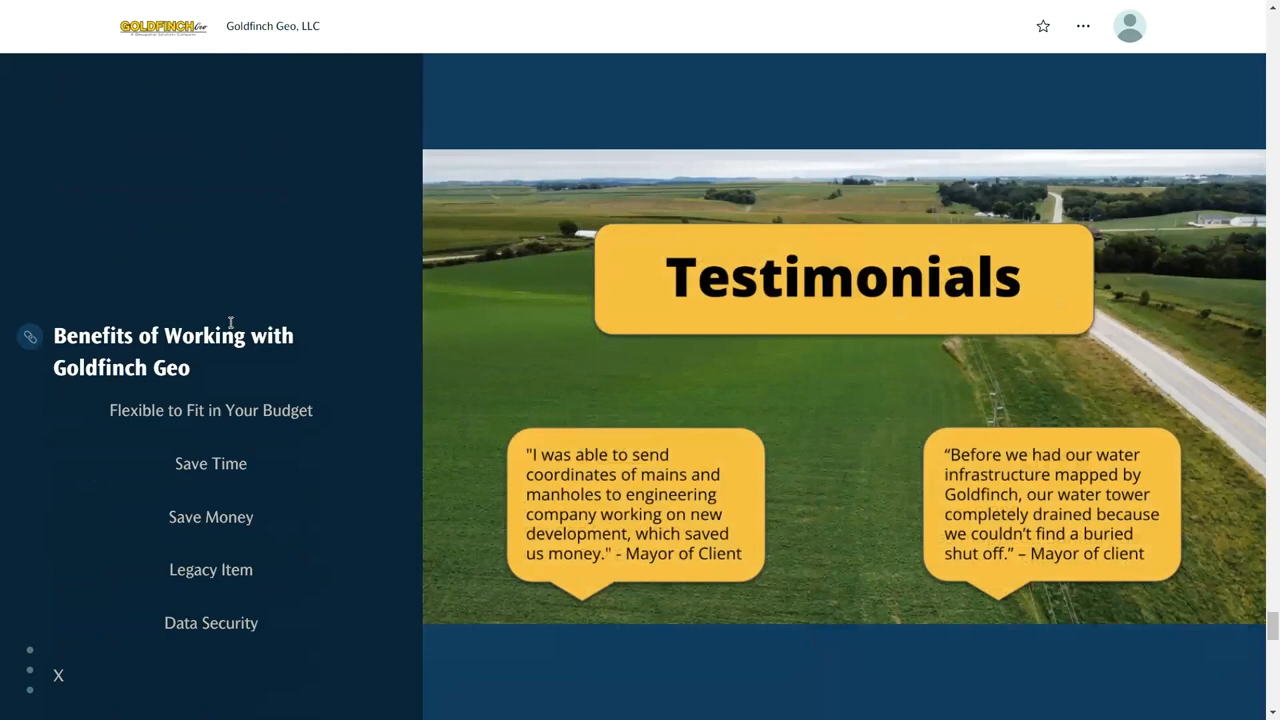 GOLDFINCH Geo
A Geospatial Solutions Company
Goldfinch Geo, LLC
Benefits of Working with
Goldfinch Geo
Flexible to Fit in Your Budget
Save Time
Save Money
Legacy Item
Data Security
X
Testimonials
"I was able to send
coordinates of mains and
manholes to engineering
company working on new
development, which saved
us money." - Mayor of Client
“Before we had our water
infrastructure mapped by
Goldfinch, our water tower
completely drained because
we couldn’t find a buried
shut off.” – Mayor of client